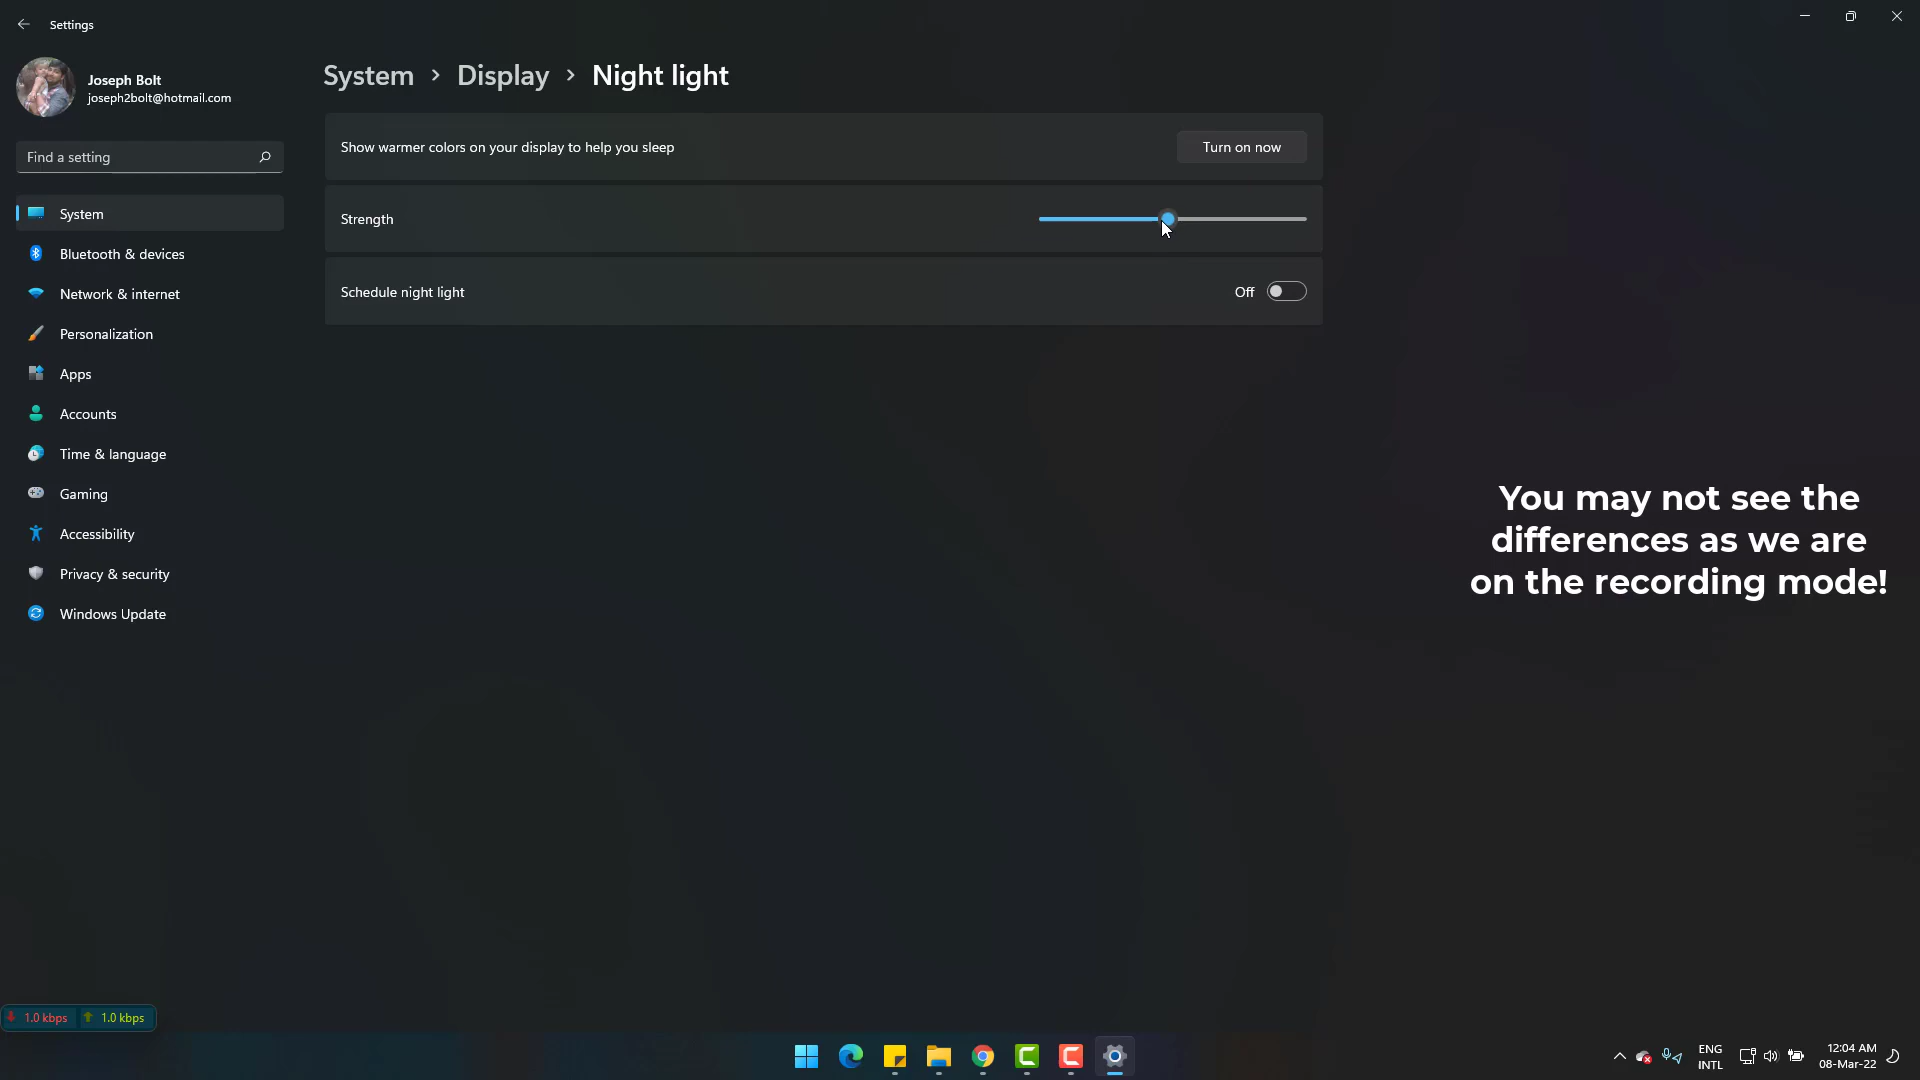 Settings
Joseph Bolt
joseph2bolt@hotmail.com
Find a setting
System
Bluetooth & devices
Network & internet
Personalization
Apps
Accounts
Time & language
Gaming
Accessibility
Privacy & security
Windows Update
System > Display > Night light
Show warmer colors on your display to help you sleep
Turn on now
Strength
Schedule night light
Off
You may not see the
differences as we are
on the recording mode!
1.0 kbps
1.0 kbps
ENG
INTL
12:04 AM
08-Mar-22